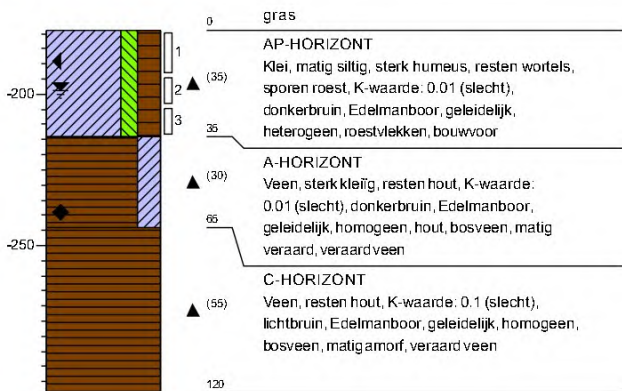 0 gras
AP-HORIZONT
Klei, matig siltig, sterk humeus, resten wortels,
sporen roest, K-waarde: 0.01 (slecht),
donkerbruin, Edelmanboor, geleidelijk,
heterogeen, roestvlekken, bouwvoor
1
(35)
-200
2
3
35
A-HORIZONT
Veen, sterk kleiïg, resten hout, K-waarde:
0.01 (slecht), donkerbruin, Edelmanboor,
geleidelijk, homogeen, hout, bosveen, matig
veraard, veraard veen
(30)
65
-250
C-HORIZONT
Veen, resten hout, K-waarde: 0.1 (slecht),
lichtbruin, Edelmanboor, geleidelijk, homogeen,
bosveen, matig amorf, veraard veen
(55)
120